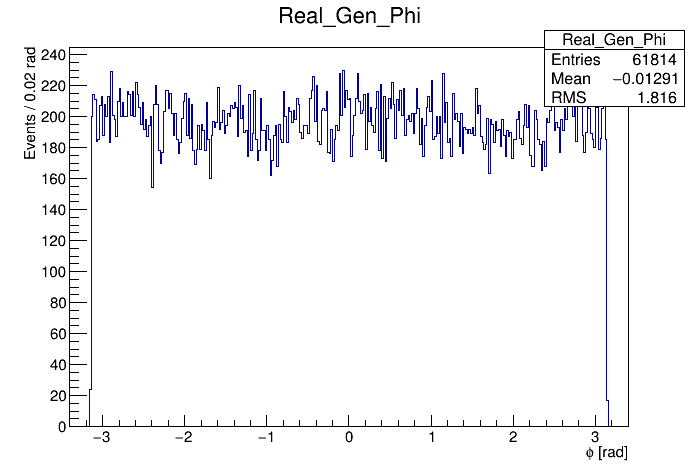 Real_Gen_Phi
Real_Gen_Phi
Entries 61814
Mean −0.01291
RMS 1.816
Events / 0.02 rad
240
220
200
180
160
140
120
100
80
60
40
20
0
−3 −2 −1 0 1 2 3
ϕ [rad]